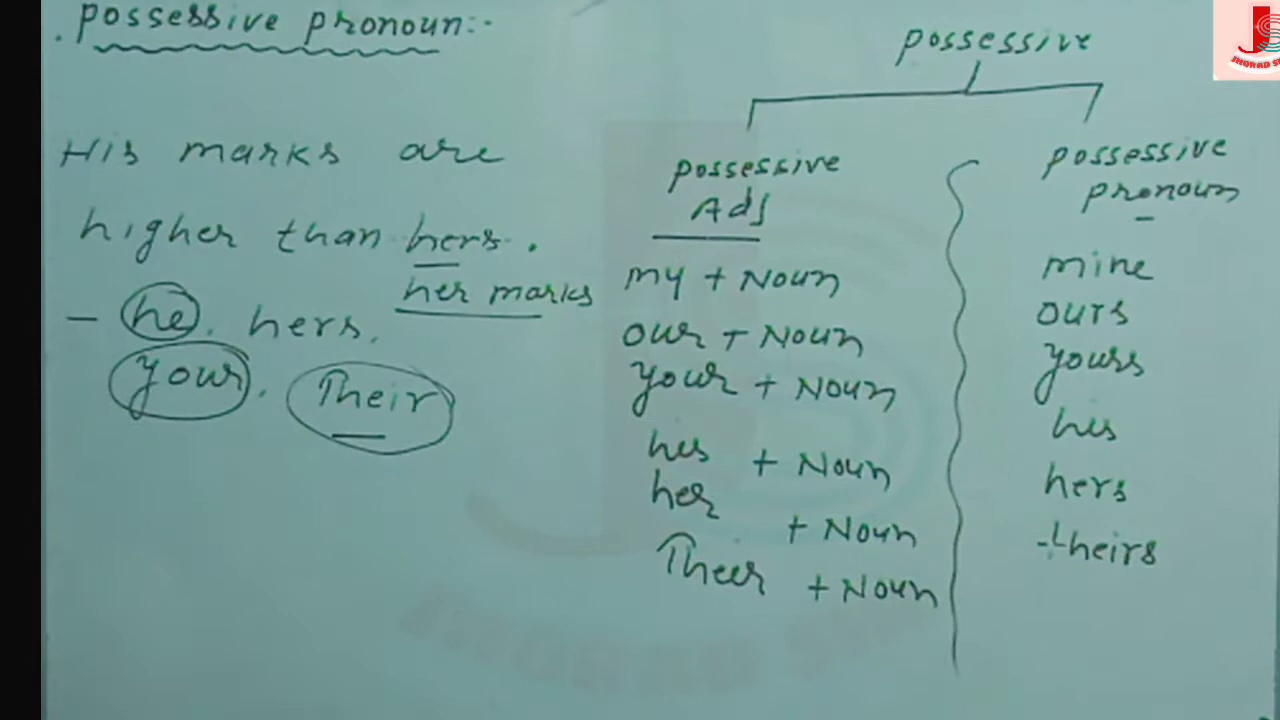 . possessive pronoun:-
His marks are
higher than hers.
her marks
- he. hers.
your. Their
possessive
possessive
Adj
my + Noun
our + Noun
your + Noun
his + Noun
her + Noun
Their + Noun
possessive
pronoun
mine
ours
yours
his
hers
theirs